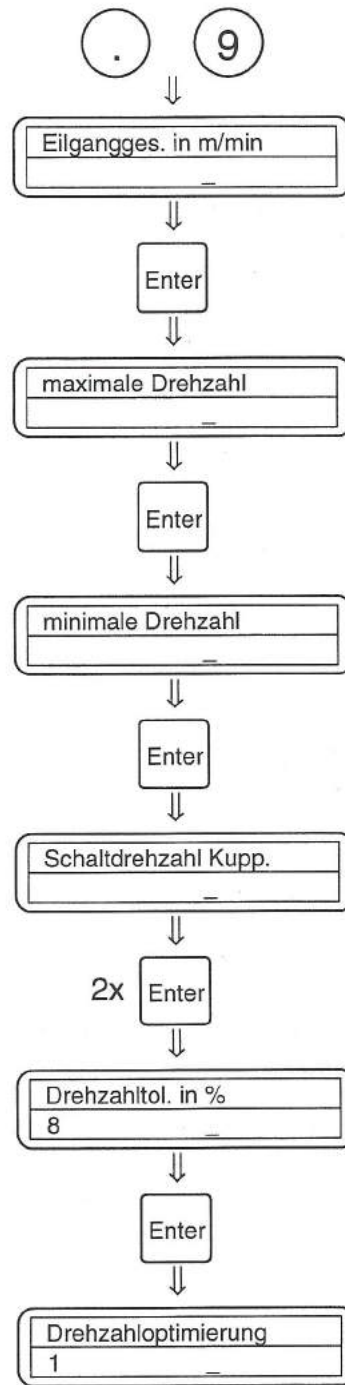 . 9
Eilgangges. in m/min
_
Enter
maximale Drehzahl
_
Enter
minimale Drehzahl
_
Enter
Schaltdrehzahl Kupp.
_
2x Enter
Drehzahltol. in %
8 _
Enter
Drehzahloptimierung
1 _